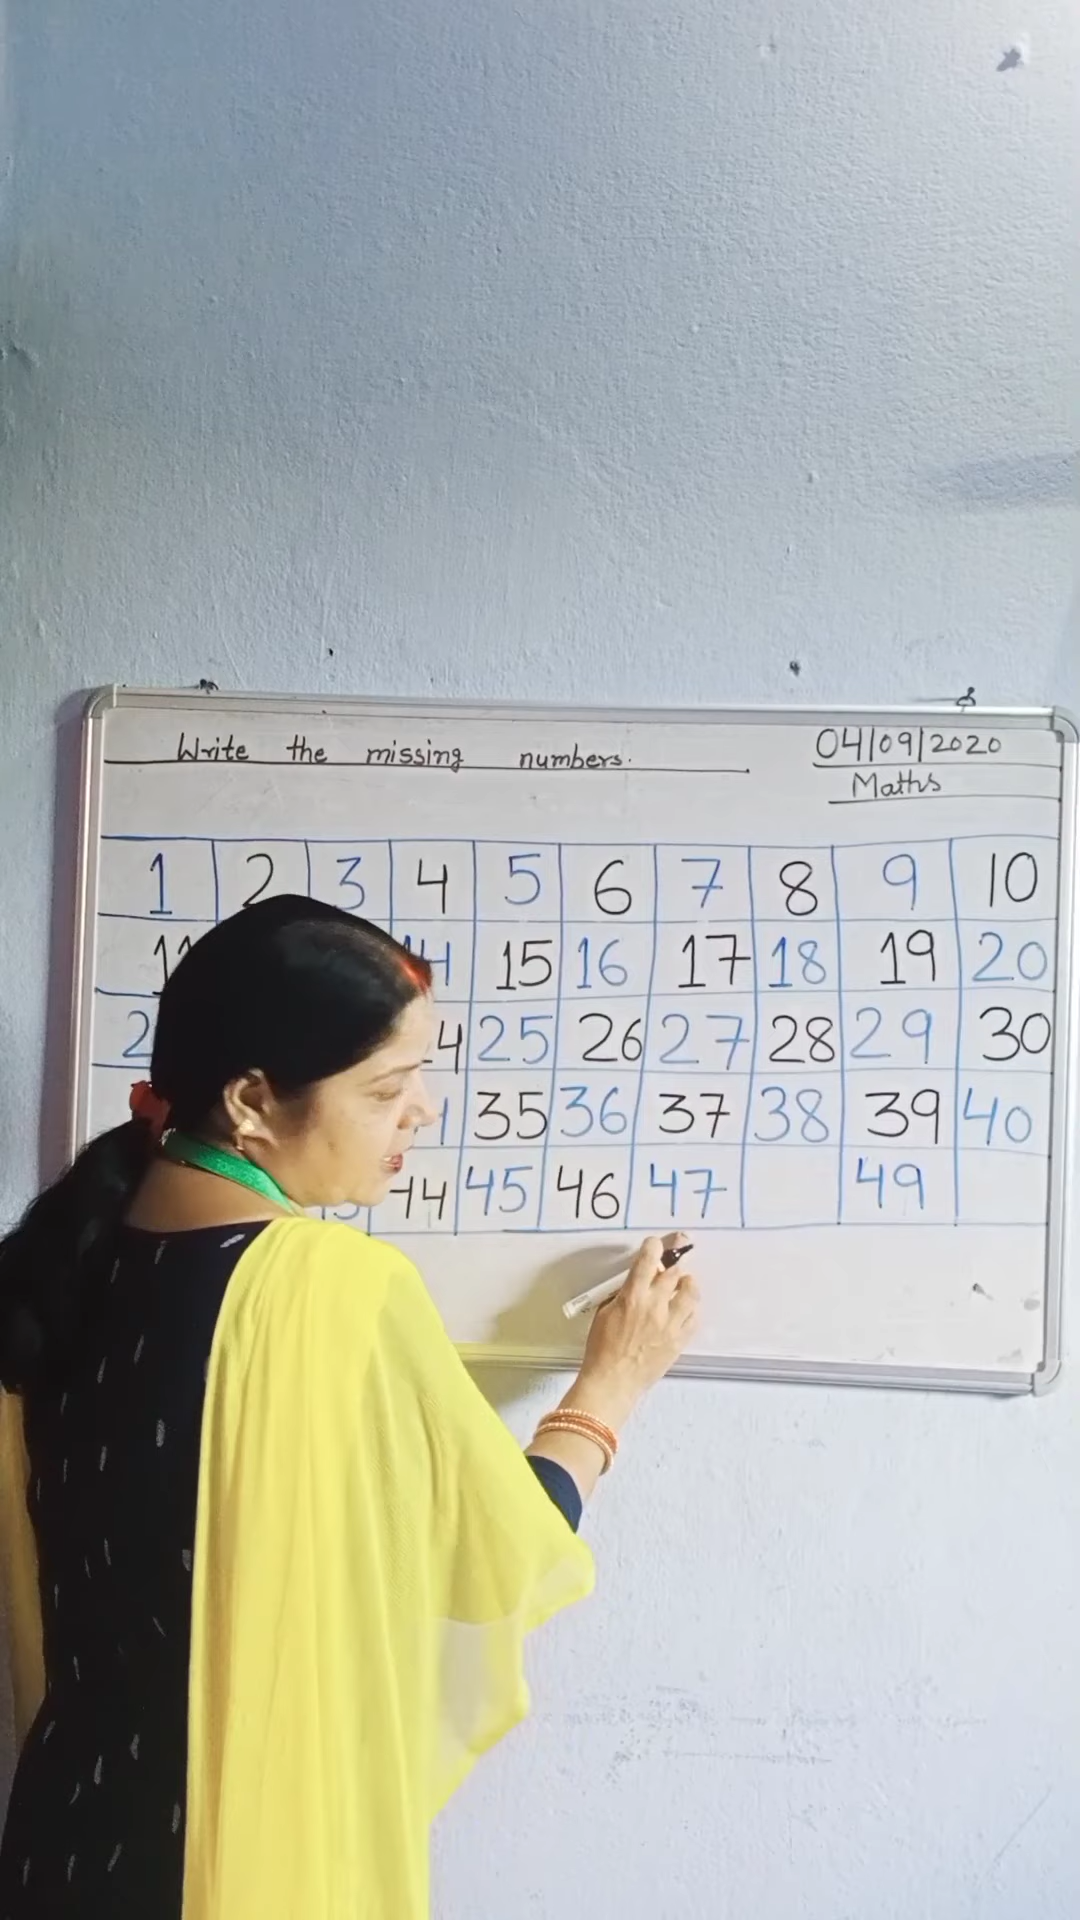 Write the missing numbers.
04/09/2020
Maths
1 2 3 4 5 6 7 8 9 10
11 15 16 17 18 19 20
2 25 26 27 28 29 30
35 36 37 38 39 40
44 45 46 47 49